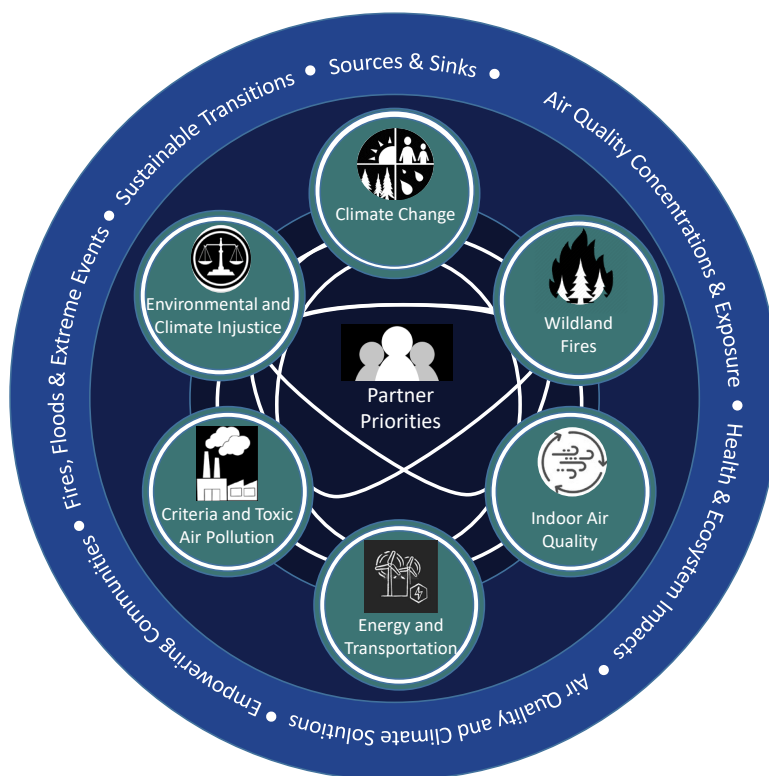 Sources & Sinks •
Air Quality Concentrations & Exposure •
Health & Ecosystem Impacts •
Air Quality and Climate Solutions •
Empowering Communities •
Fires, Floods & Extreme Events •
Sustainable Transitions •
Climate Change
Wildland
Fires
Indoor Air
Quality
Energy and
Transportation
Criteria and Toxic
Air Pollution
Environmental and
Climate Injustice
Partner
Priorities